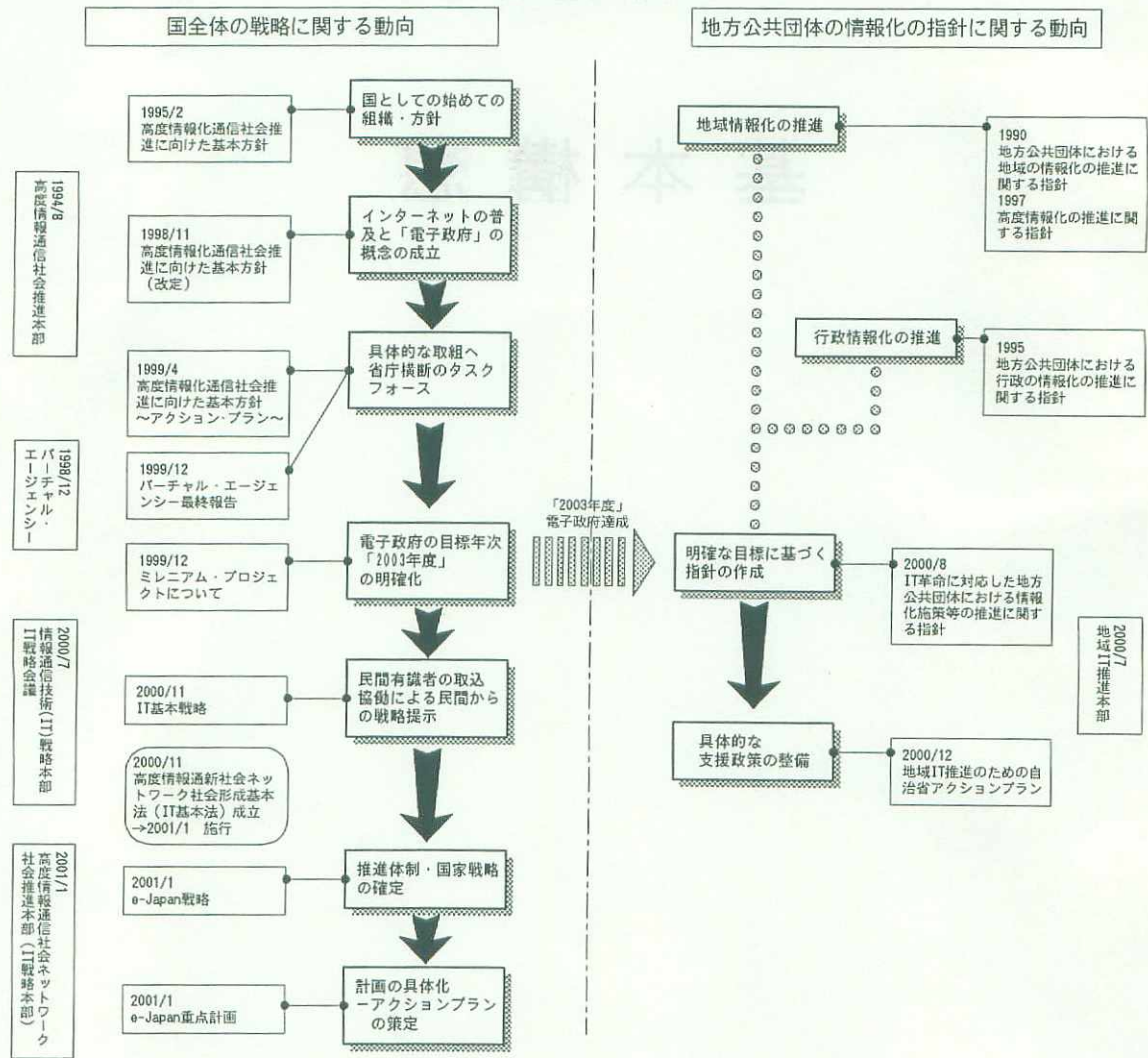 国全体の戦略に関する動向
1994/8
高度情報通信社会推進本部
1998/12
バーチャル・
エージェンシー
2000/7
情報通信技術(IT)戦略本部
IT戦略会議
2001/1
高度情報通信社会ネットワーク
社会推進本部(IT戦略本部)
1995/2
高度情報化通信社会推
進に向けた基本方針
国としての始めての
組織・方針
1998/11
高度情報化通信社会推
進に向けた基本方針
(改定)
インターネットの普
及と「電子政府」の
概念の成立
1999/4
高度情報化通信社会推
進に向けた基本方針
~アクション・プラン~
具体的な取組へ
省庁横断のタスク
フォース
1999/12
バーチャル・エージェ
ンシー最終報告
1999/12
ミレニアム・プロジェ
クトについて
電子政府の目標年次
「2003年度」
の明確化
2000/11
IT基本戦略
民間有識者の取込
協働による民間から
の戦略提示
2000/11
高度情報通新社会ネッ
トワーク社会形成基本
法(IT基本法)成立
→2001/1 施行
2001/1
e-Japan戦略
推進体制・国家戦略
の確定
2001/1
e-Japan重点計画
計画の具体化
-アクションプラン
の策定
「2003年度」
電子政府達成
地方公共団体の情報化の指針に関する動向
地域情報化の推進
1990
地方公共団体における
地域の情報化の推進に
関する指針
1997
高度情報化の推進に関
する指針
行政情報化の推進
1995
地方公共団体における
行政の情報化の推進に
関する指針
明確な目標に基づく
指針の作成
2000/8
IT革命に対応した地方
公共団体における情報
化施策等の推進に関す
る指針
2000/7
地域IT推進本部
具体的な
支援政策の整備
2000/12
地域IT推進のための自
治省アクションプラン